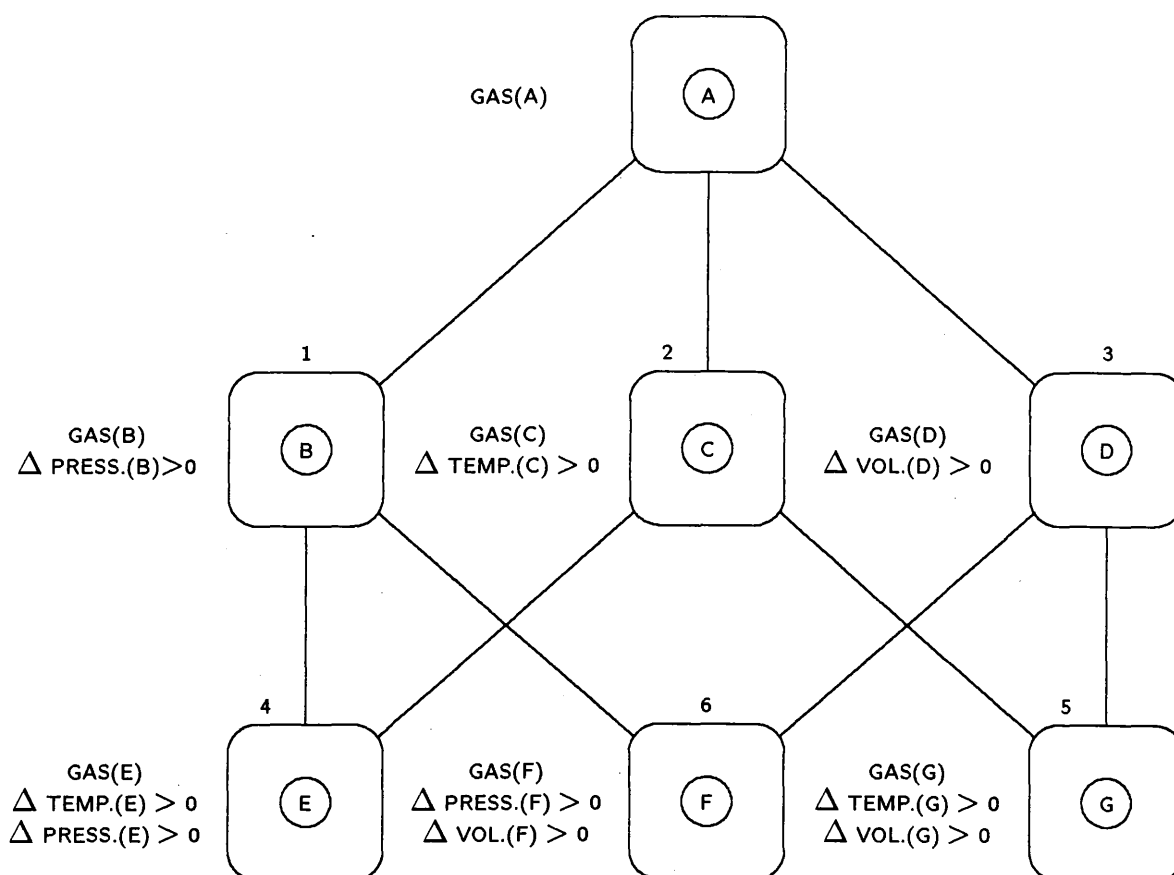 GAS(A)
A
1
2
3
GAS(B)
Δ PRESS.(B)>0
B
GAS(C)
Δ TEMP.(C) > 0
C
GAS(D)
Δ VOL.(D) > 0
D
4
6
5
GAS(E)
Δ TEMP.(E) > 0
Δ PRESS.(E) > 0
E
GAS(F)
Δ PRESS.(F) > 0
Δ VOL.(F) > 0
F
GAS(G)
Δ TEMP.(G) > 0
Δ VOL.(G) > 0
G